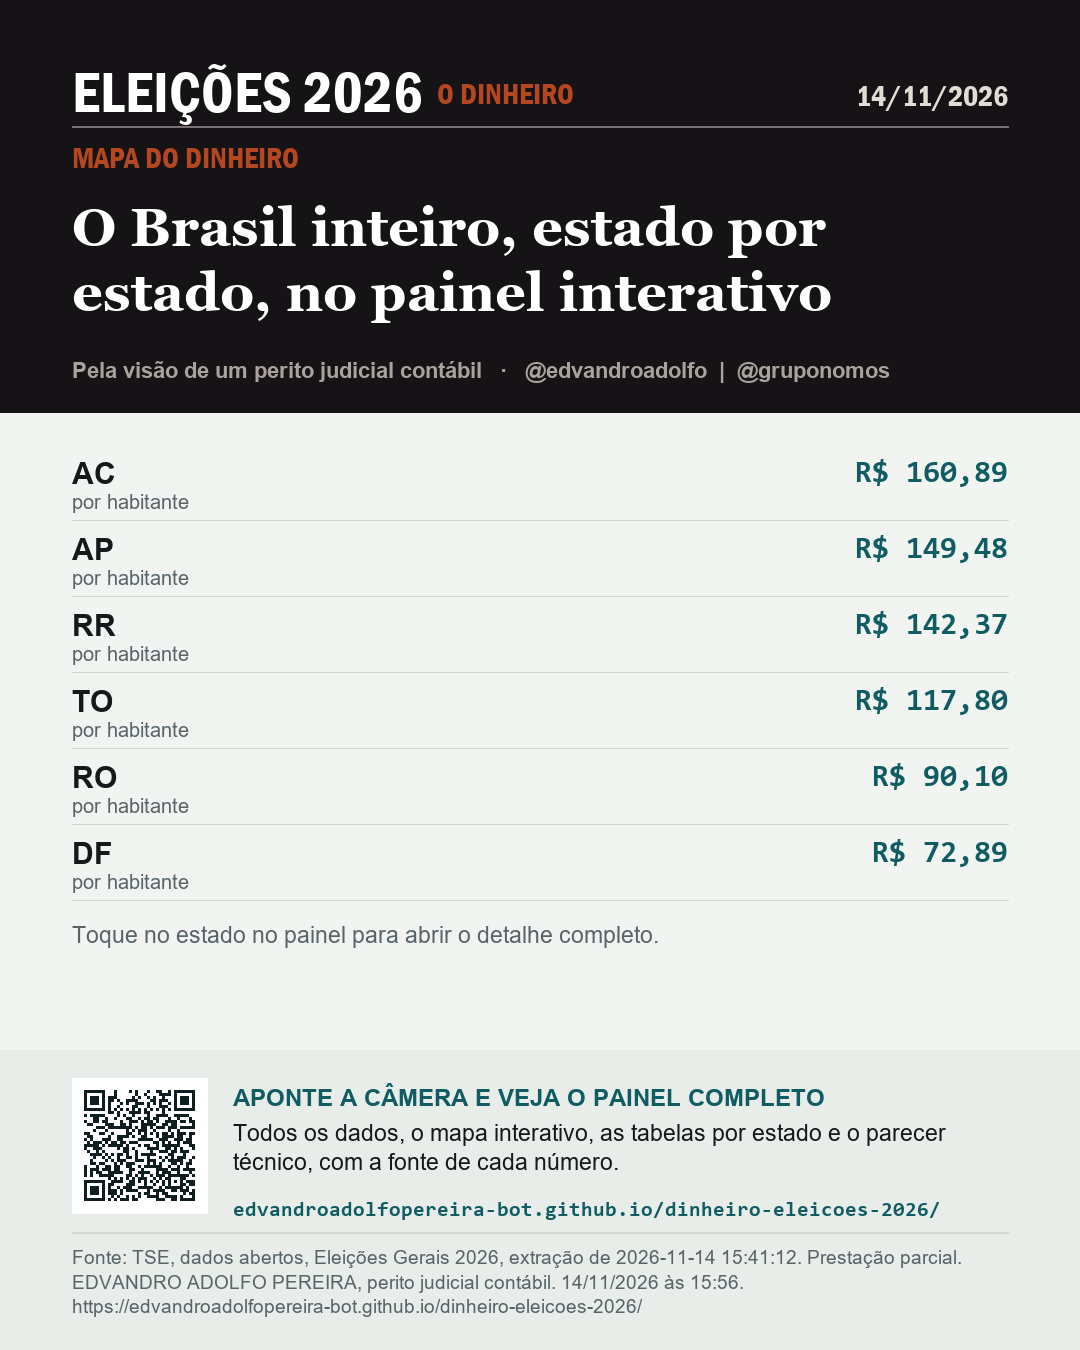 ELEIÇÕES 2026 O DINHEIRO 14/11/2026
MAPA DO DINHEIRO
O Brasil inteiro, estado por
estado, no painel interativo
Pela visão de um perito judicial contábil · @edvandroadolfo | @gruponomos
AC R$ 160,89
por habitante
AP R$ 149,48
por habitante
RR R$ 142,37
por habitante
TO R$ 117,80
por habitante
RO R$ 90,10
por habitante
DF R$ 72,89
por habitante
Toque no estado no painel para abrir o detalhe completo.
APONTE A CÂMERA E VEJA O PAINEL COMPLETO
Todos os dados, o mapa interativo, as tabelas por estado e o parecer
técnico, com a fonte de cada número.
edvandroadolfopereira-bot.github.io/dinheiro-eleicoes-2026/
Fonte: TSE, dados abertos, Eleições Gerais 2026, extração de 2026-11-14 15:41:12. Prestação parcial.
EDVANDRO ADOLFO PEREIRA, perito judicial contábil. 14/11/2026 às 15:56.
https://edvandroadolfopereira-bot.github.io/dinheiro-eleicoes-2026/